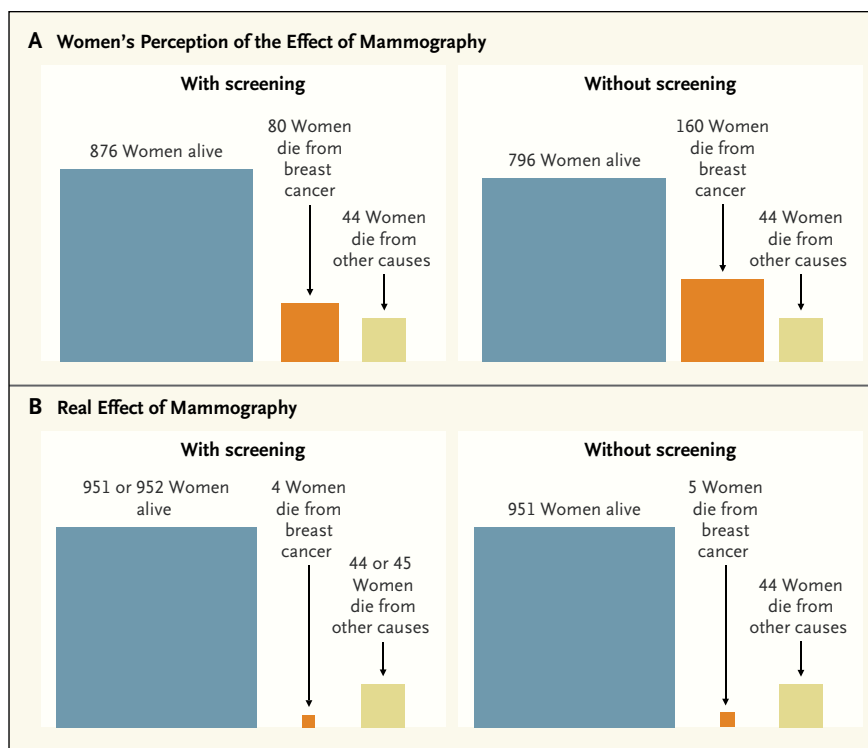 A Women's Perception of the Effect of Mammography
With screening
876 Women alive
80 Women
die from
breast
cancer
44 Women
die from
other causes
Without screening
796 Women alive
160 Women
die from
breast
cancer
44 Women
die from
other causes
B Real Effect of Mammography
With screening
951 or 952 Women
alive
4 Women
die from
breast
cancer
44 or 45
Women
die from
other causes
Without screening
951 Women alive
5 Women
die from
breast
cancer
44 Women
die from
other causes